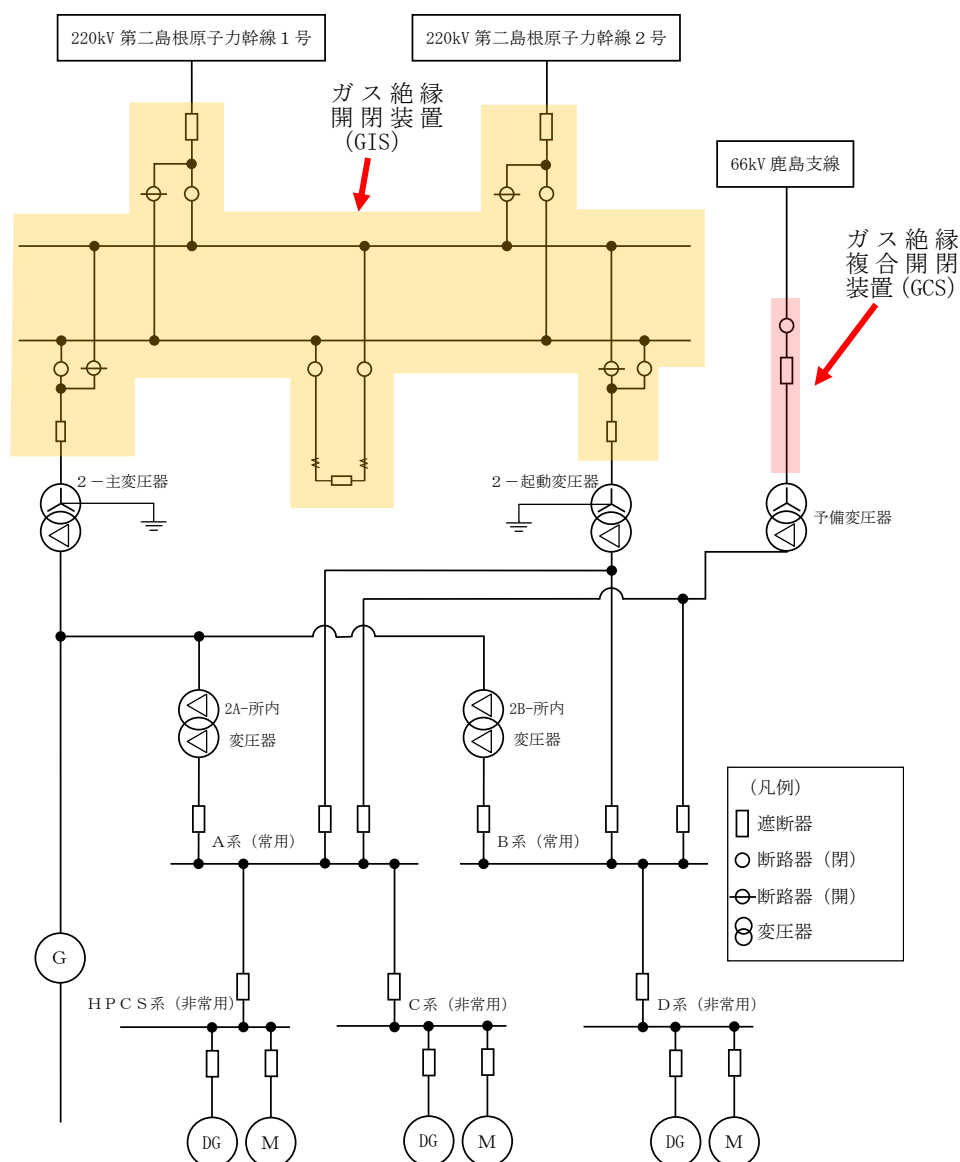 220kV 第二島根原子力幹線１号
220kV 第二島根原子力幹線２号
ガス絶縁
開閉装置
(GIS)
66kV 鹿島支線
ガス絶縁
複合開閉
装置(GCS)
２－主変圧器
２－起動変圧器
予備変圧器
2A-所内
変圧器
2B-所内
変圧器
Ａ系（常用）
Ｂ系（常用）
（凡例）
遮断器
断路器（閉）
断路器（開）
変圧器
G
ＨＰＣＳ系（非常用）
Ｃ系（非常用）
Ｄ系（非常用）
DG
M
DG
M
DG
M